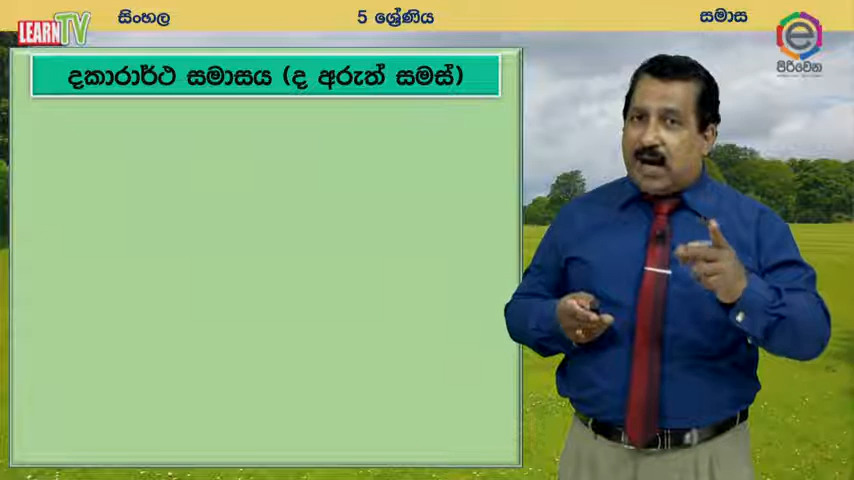 සිංහල
5 ශ්‍රේණිය
සමාස
LEARN TV
e
පිරිවෙන
දකාරාර්ථ සමාසය (ද අරුත් සමස්)